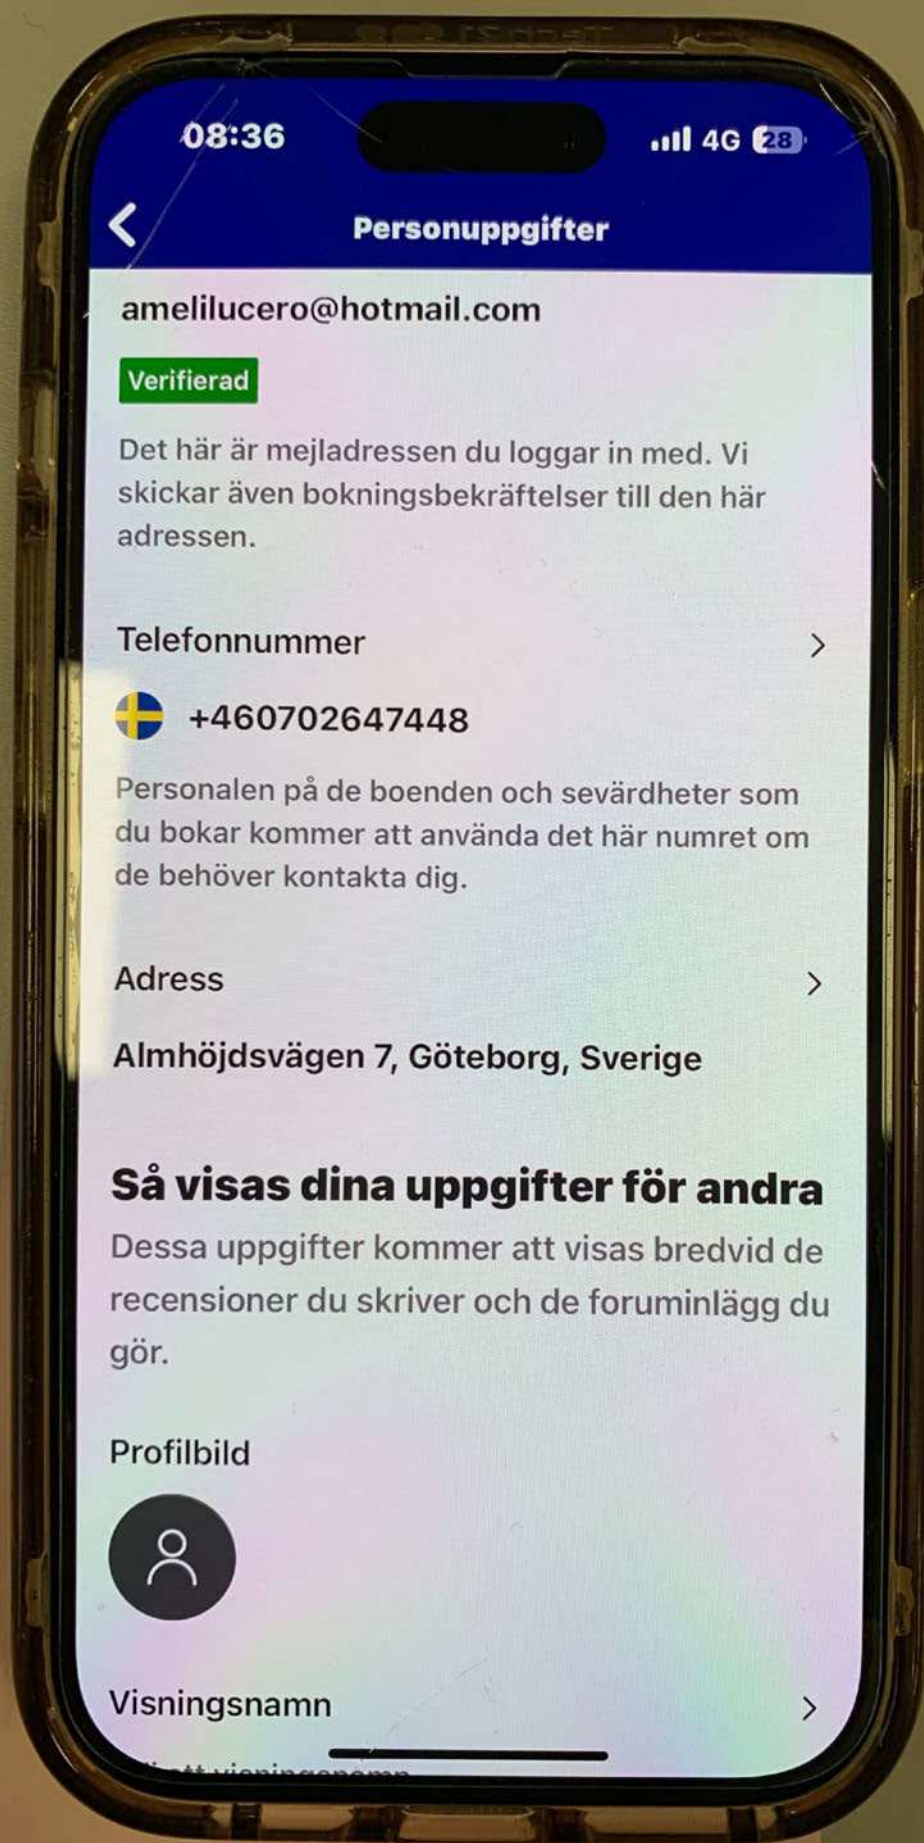 08:36
4G 28
Personuppgifter
amelilucero@hotmail.com
Verifierad
Det här är mejladressen du loggar in med. Vi
skickar även bokningsbekräftelser till den här
adressen.
Telefonnummer
+460702647448
Personalen på de boenden och sevärdheter som
du bokar kommer att använda det här numret om
de behöver kontakta dig.
Adress
Almhöjdsvägen 7, Göteborg, Sverige
Så visas dina uppgifter för andra
Dessa uppgifter kommer att visas bredvid de
recensioner du skriver och de foruminlägg du
gör.
Profilbild
Visningsnamn